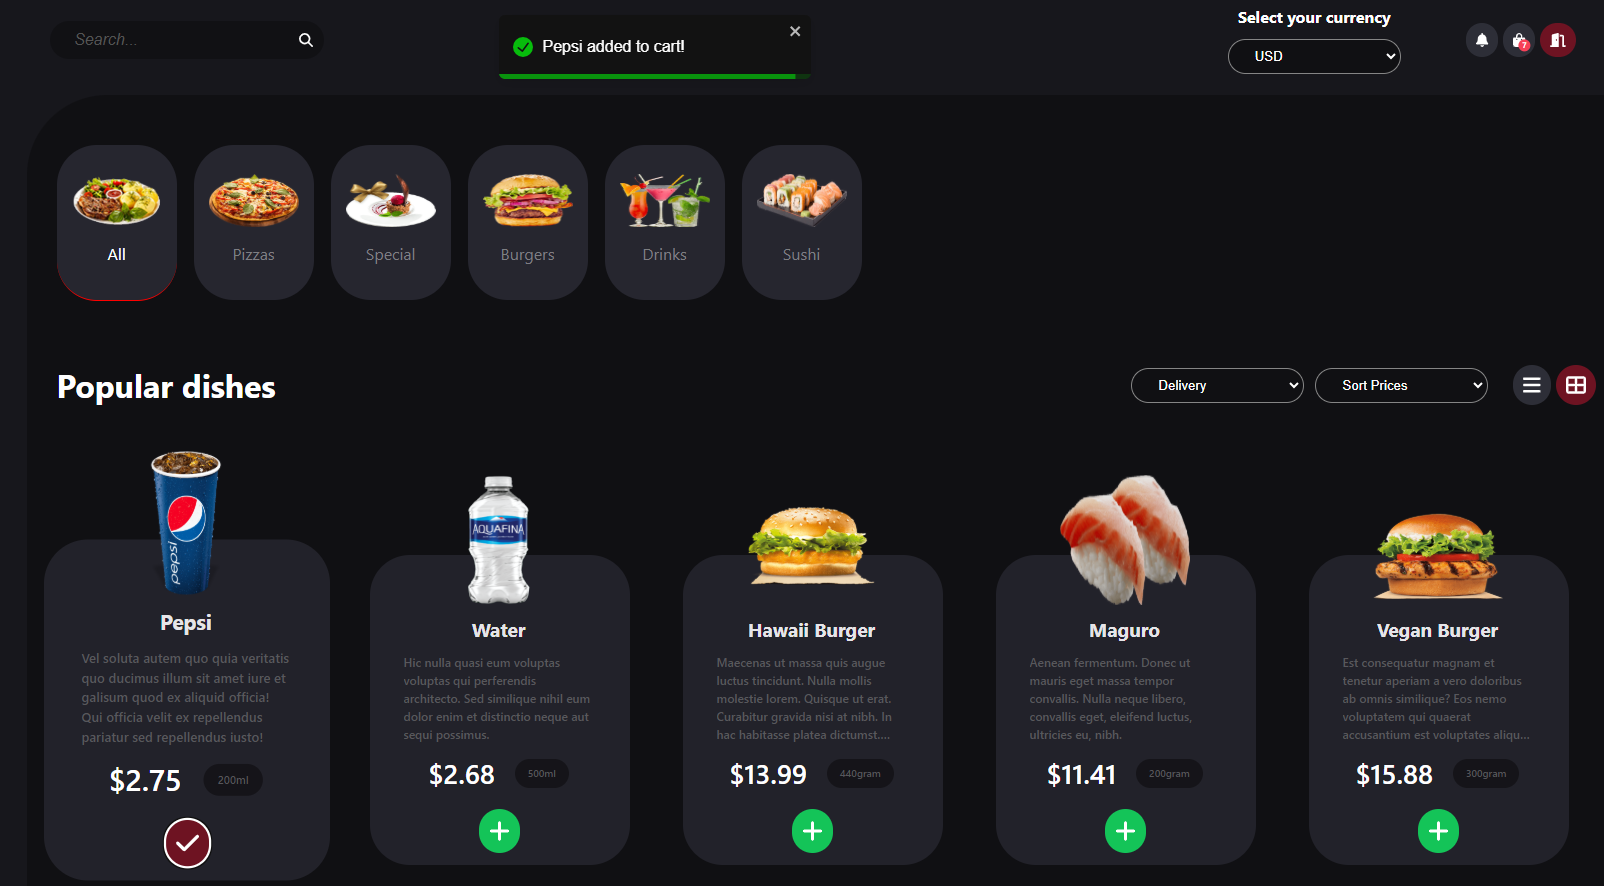 Search...
Pepsi added to cart!
Select your currency
USD
7
All
Pizzas
Special
Burgers
Drinks
Sushi
Popular dishes
Delivery
Sort Prices
pepsi
Pepsi
Vel soluta autem quo quia veritatis
quo ducimus illum sit amet iure et
galisum quod ex aliquid officia!
Qui officia velit ex repellendus
pariatur sed repellendus iusto!
$2.75
200ml
AQUAFINA
Water
Hic nulla quasi eum voluptas
voluptas qui perferendis
architecto. Sed similique nihil eum
dolor enim et distinctio neque aut
sequi possimus.
$2.68
500ml
Hawaii Burger
Maecenas ut massa quis augue
luctus tincidunt. Nulla mollis
molestie lorem. Quisque ut erat.
Curabitur gravida nisi at nibh. In
hac habitasse platea dictumst....
$13.99
440gram
Maguro
Aenean fermentum. Donec ut
mauris eget massa tempor
convallis. Nulla neque libero,
convallis eget, eleifend luctus,
ultricies eu, nibh.
$11.41
200gram
Vegan Burger
Est consequatur magnam et
tenetur aperiam a vero doloribus
ab omnis similique? Eos nemo
voluptatem qui quaerat
accusantium est voluptates aliqu...
$15.88
300gram